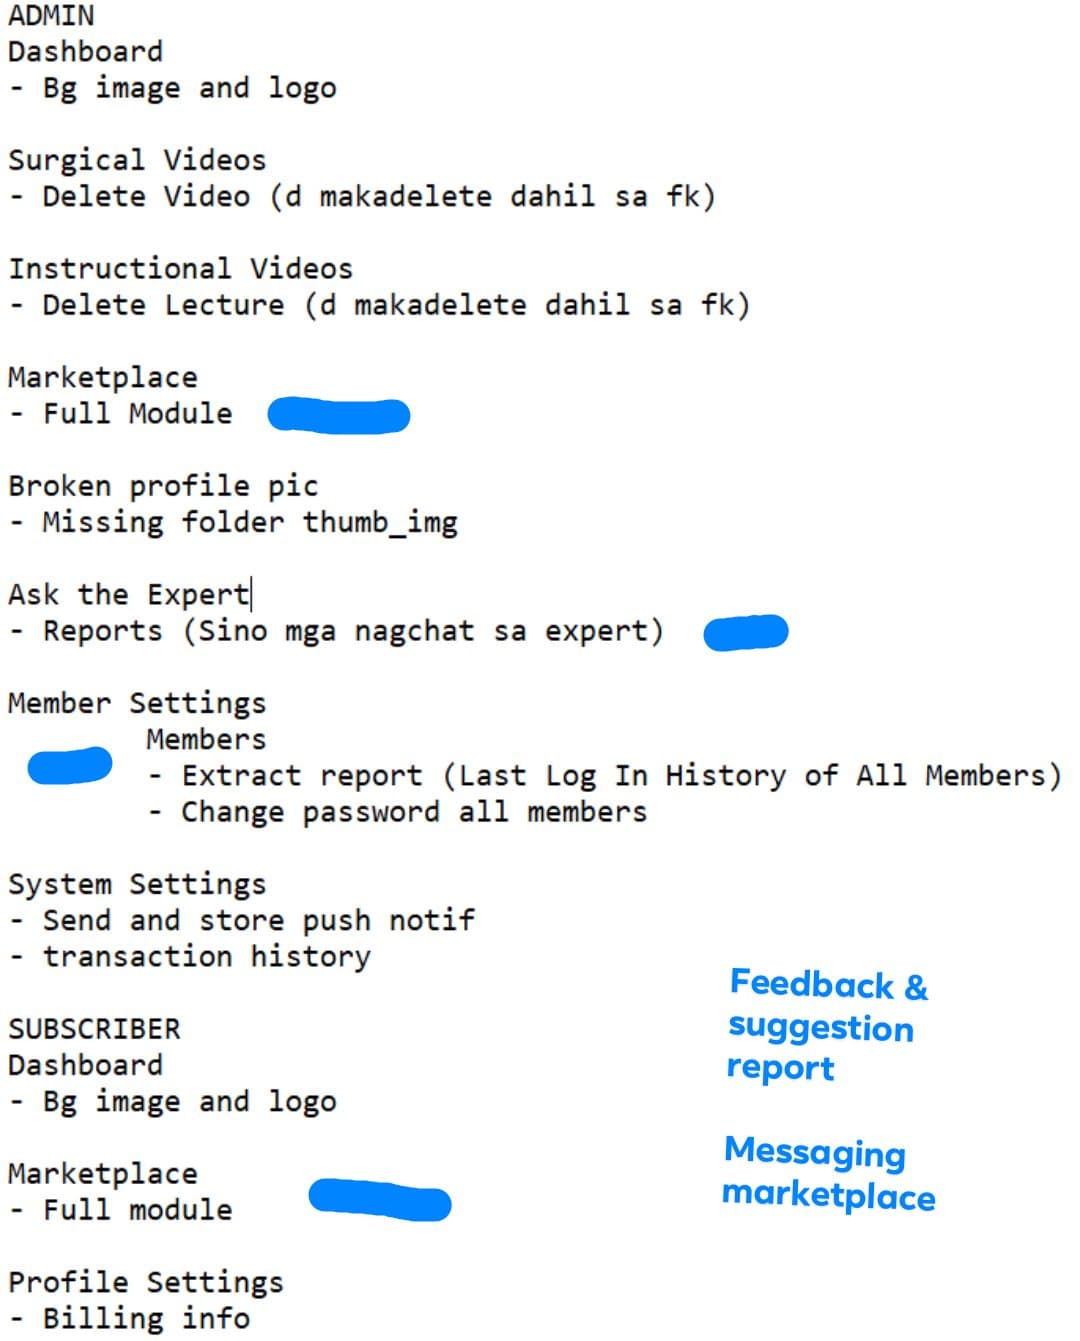 ADMIN
Dashboard
- Bg image and logo
Surgical Videos
- Delete Video (d makadelete dahil sa fk)
Instructional Videos
- Delete Lecture (d makadelete dahil sa fk)
Marketplace
- Full Module
Broken profile pic
- Missing folder thumb_img
Ask the Expert
- Reports (Sino mga nagchat sa expert)
Member Settings
Members
- Extract report (Last Log In History of All Members)
- Change password all members
System Settings
- Send and store push notif
- transaction history
SUBSCRIBER
Dashboard
- Bg image and logo
Marketplace
- Full module
Profile Settings
- Billing info
Feedback &
suggestion
report
Messaging
marketplace